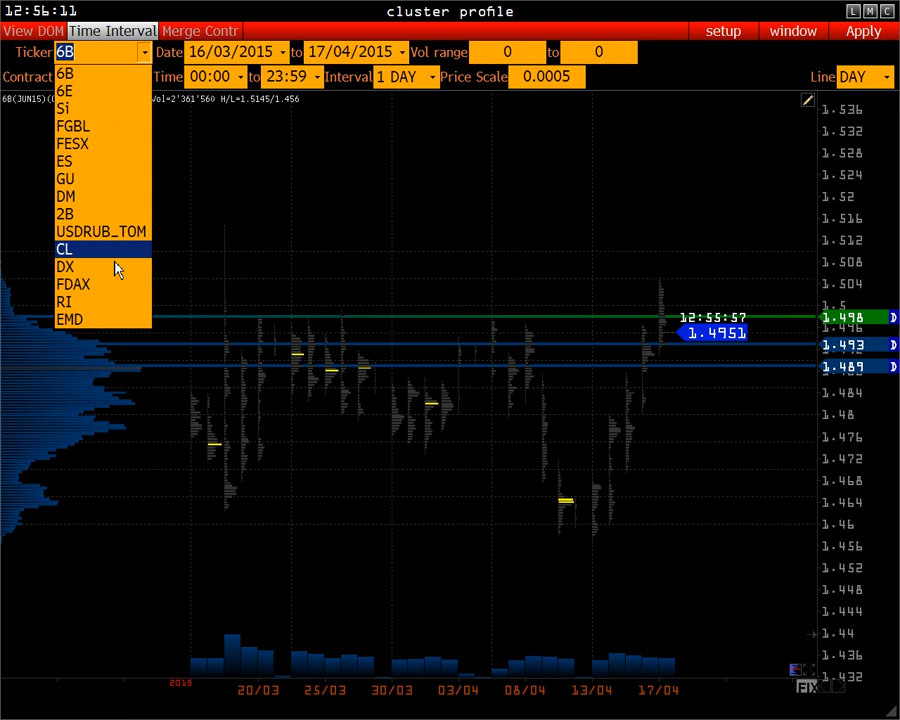 12:56:11 cluster profile L M C
View DOM Time Interval Merge Contr setup window Apply
Ticker 6B Date 16/03/2015 to 17/04/2015 Vol range 0 to 0
Contract Time 00:00 to 23:59 Interval 1 DAY Price Scale 0.0005 Line DAY
6B
6E
Si
FGBL
FESX
ES
GU
DM
2B
USDRUB_TOM
CL
DX
FDAX
RI
EMD
6B(JUN15)( Vol=2'361'560 H/L=1.5145/1.456
1.536
1.532
1.528
1.524
1.52
1.516
1.512
1.508
1.504
1.5
12:55:57 1.498 D
1.4951 1.496
1.493 D
1.489 D
1.484
1.48
1.476
1.472
1.468
1.464
1.46
1.456
1.452
1.448
1.444
1.44
1.436
1.432
2015 20/03 25/03 30/03 03/04 08/04 13/04 17/04
FIX